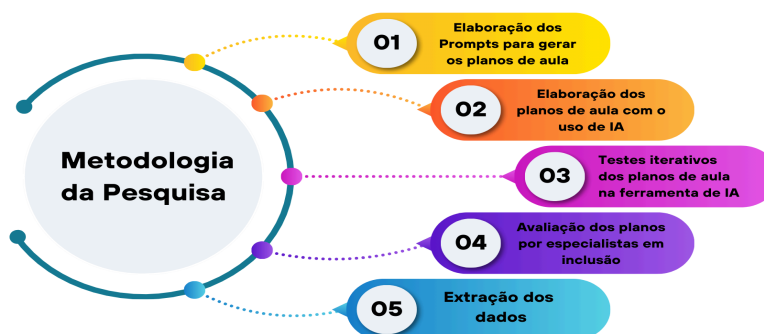 Metodologia
da Pesquisa
01
Elaboração dos
Prompts para gerar
os planos de aula
02
Elaboração dos
planos de aula com o
uso de IA
03
Testes iterativos
dos planos de aula
na ferramenta de IA
04
Avaliação dos planos
por especialistas em
inclusão
05
Extração dos
dados